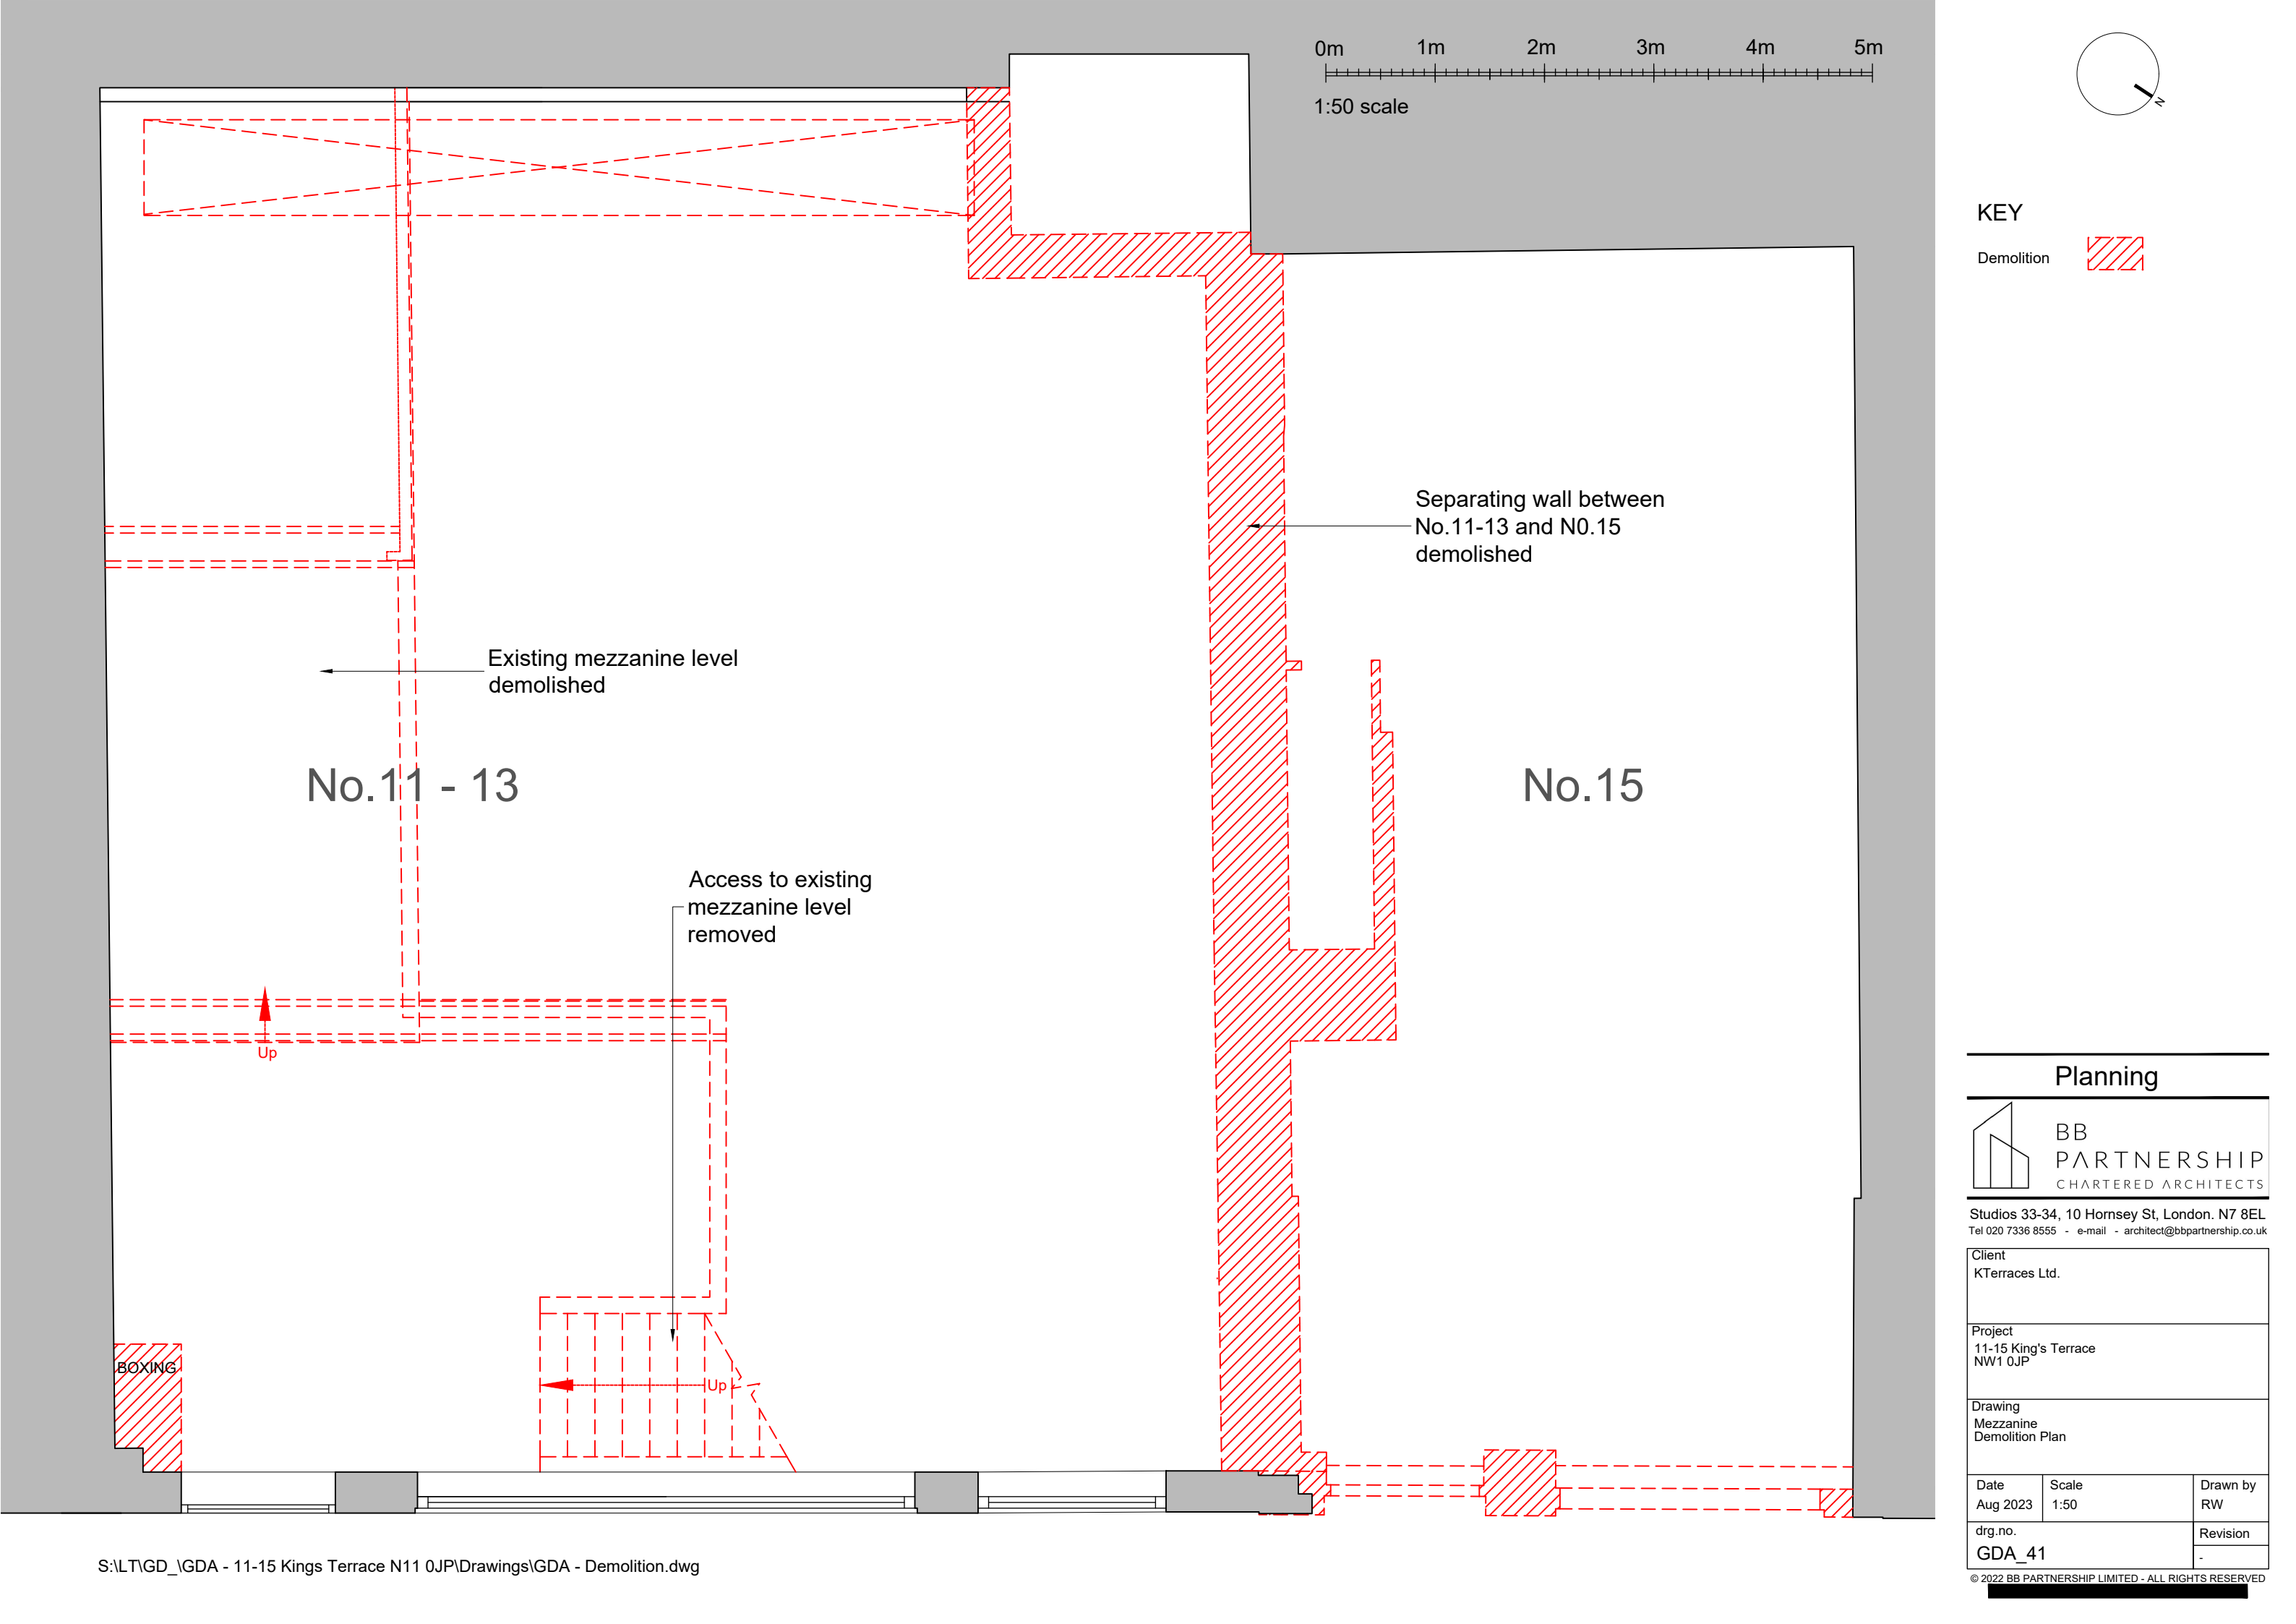 0m 1m 2m 3m 4m 5m
1:50 scale
N
KEY
Demolition
Separating wall between
No.11-13 and N0.15
demolished
Existing mezzanine level
demolished
No.11 - 13
No.15
Access to existing
mezzanine level
removed
Up
BOXING
Up
S:\LT\GD_\GDA - 11-15 Kings Terrace N11 0JP\Drawings\GDA - Demolition.dwg
Planning
BB
PARTNERSHIP
CHARTERED ARCHITECTS
Studios 33-34, 10 Hornsey St, London. N7 8EL
Tel 020 7336 8555 - e-mail - architect@bbpartnership.co.uk
Client
KTerraces Ltd.
Project
11-15 King's Terrace
NW1 0JP
Drawing
Mezzanine
Demolition Plan
Date Scale Drawn by
Aug 2023 1:50 RW
drg.no. Revision
GDA_41 -
© 2022 BB PARTNERSHIP LIMITED - ALL RIGHTS RESERVED